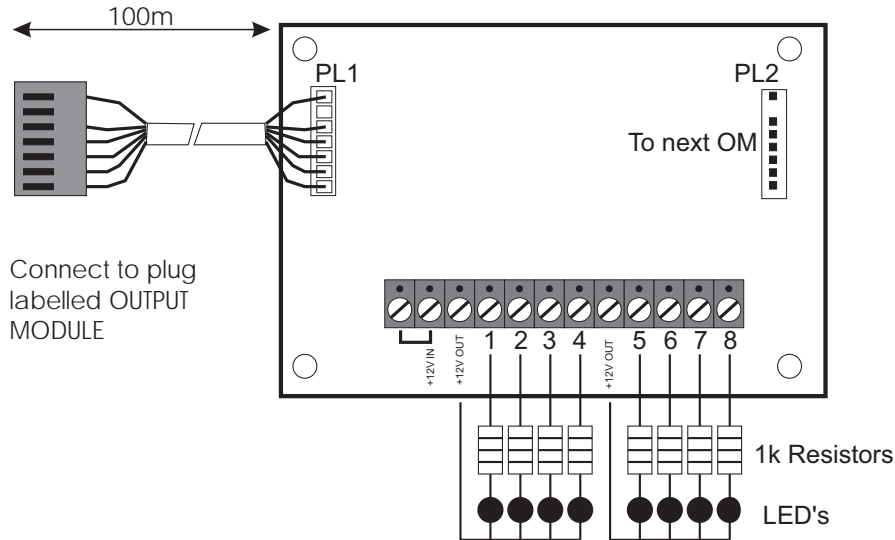 100m
PL1
PL2
To next OM
Connect to plug
labelled OUTPUT
MODULE
+12V IN
+12V OUT
1 2 3 4
+12V OUT
5 6 7 8
1k Resistors
LED's